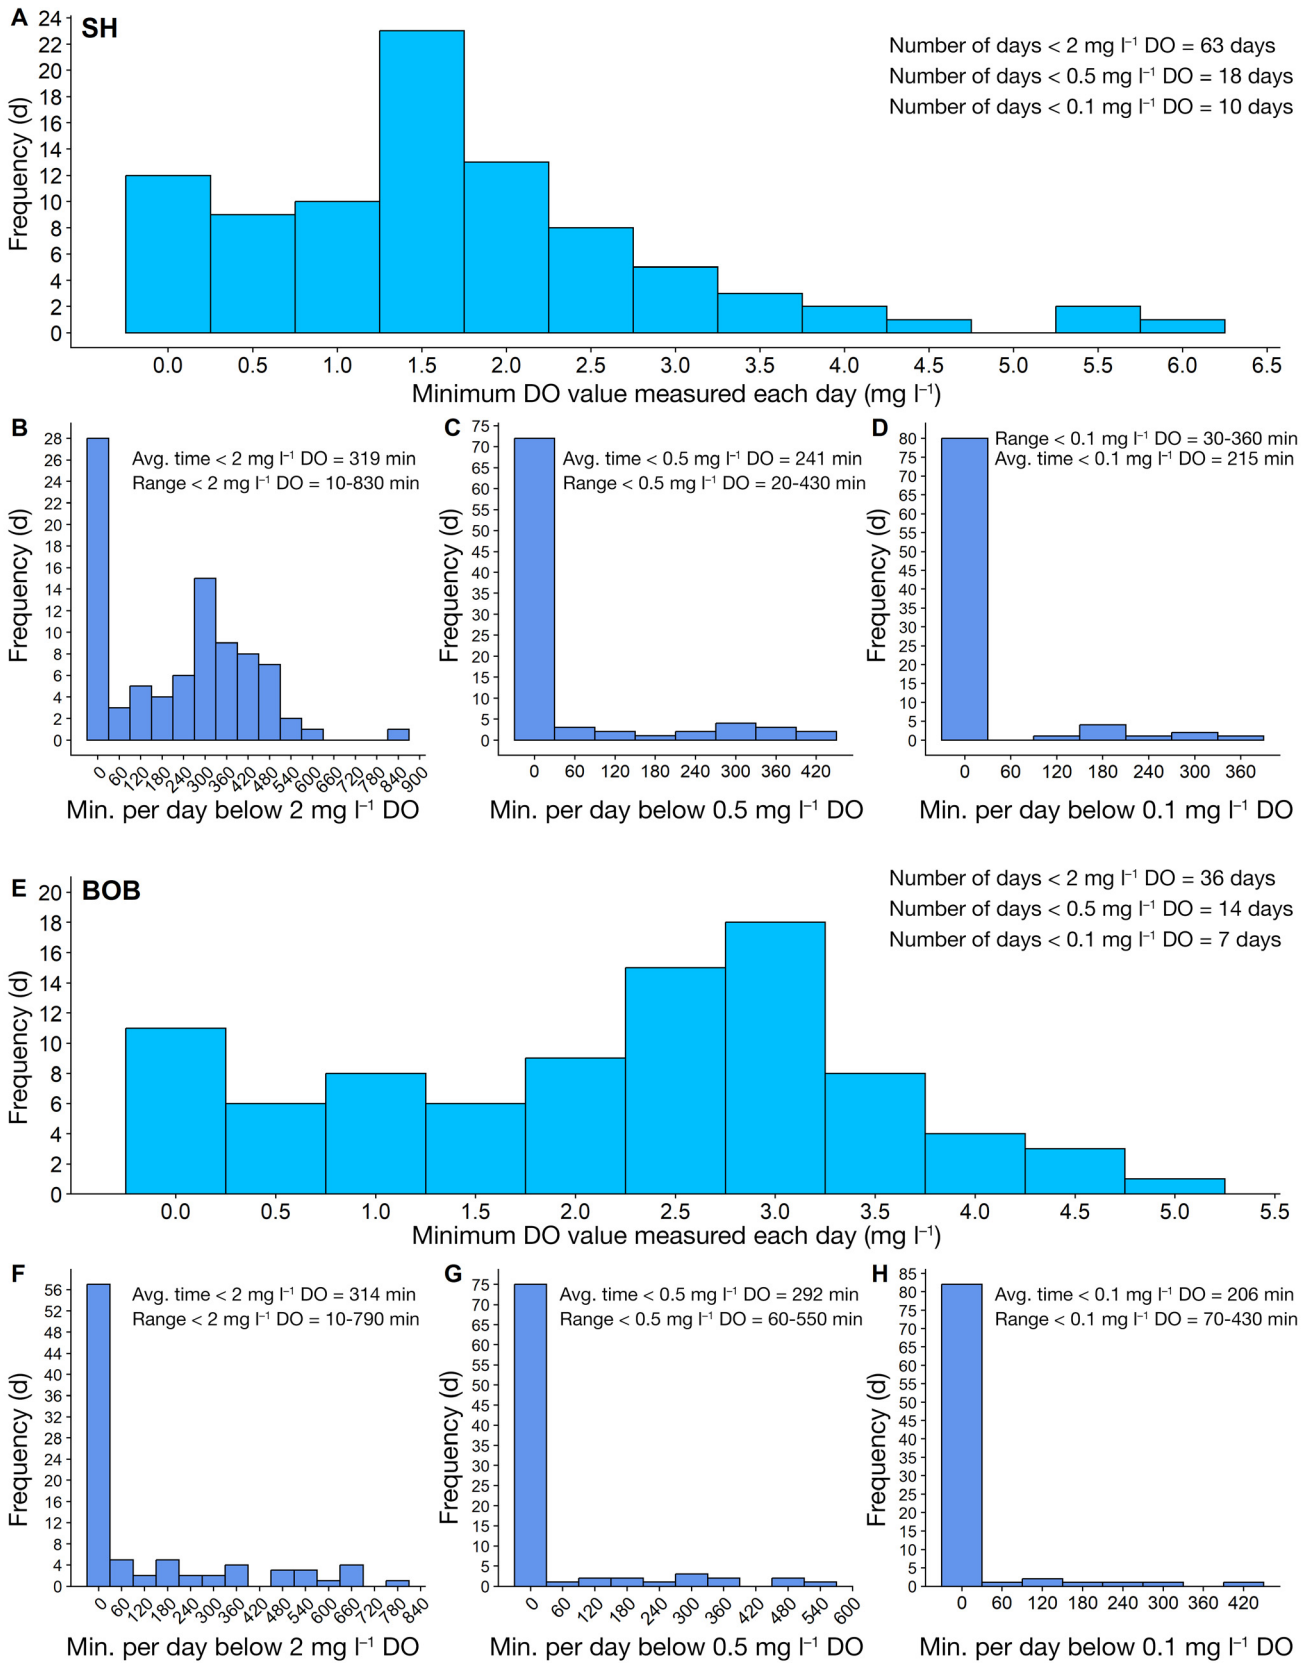 A
SH
Number of days < 2 mg l⁻¹ DO = 63 days
Number of days < 0.5 mg l⁻¹ DO = 18 days
Number of days < 0.1 mg l⁻¹ DO = 10 days
Frequency (d)
24
22
20
18
16
14
12
10
8
6
4
2
0
0.0 0.5 1.0 1.5 2.0 2.5 3.0 3.5 4.0 4.5 5.0 5.5 6.0 6.5
Minimum DO value measured each day (mg l⁻¹)
B
Avg. time < 2 mg l⁻¹ DO = 319 min
Range < 2 mg l⁻¹ DO = 10-830 min
Frequency (d)
28
26
24
22
20
18
16
14
12
10
8
6
4
2
0
0 60 120 180 240 300 360 420 480 540 600 660 720 780 840 900
Min. per day below 2 mg l⁻¹ DO
C
Avg. time < 0.5 mg l⁻¹ DO = 241 min
Range < 0.5 mg l⁻¹ DO = 20-430 min
Frequency (d)
75
70
65
60
55
50
45
40
35
30
25
20
15
10
5
0
0 60 120 180 240 300 360 420
Min. per day below 0.5 mg l⁻¹ DO
D
Range < 0.1 mg l⁻¹ DO = 30-360 min
Avg. time < 0.1 mg l⁻¹ DO = 215 min
Frequency (d)
80
75
70
65
60
55
50
45
40
35
30
25
20
15
10
5
0
0 60 120 180 240 300 360
Min. per day below 0.1 mg l⁻¹ DO
E
BOB
Number of days < 2 mg l⁻¹ DO = 36 days
Number of days < 0.5 mg l⁻¹ DO = 14 days
Number of days < 0.1 mg l⁻¹ DO = 7 days
Frequency (d)
20
18
16
14
12
10
8
6
4
2
0
0.0 0.5 1.0 1.5 2.0 2.5 3.0 3.5 4.0 4.5 5.0 5.5
Minimum DO value measured each day (mg l⁻¹)
F
Avg. time < 2 mg l⁻¹ DO = 314 min
Range < 2 mg l⁻¹ DO = 10-790 min
Frequency (d)
56
52
48
44
40
36
32
28
24
20
16
12
8
4
0
0 60 120 180 240 300 360 420 480 540 600 660 720 780 840
Min. per day below 2 mg l⁻¹ DO
G
Avg. time < 0.5 mg l⁻¹ DO = 292 min
Range < 0.5 mg l⁻¹ DO = 60-550 min
Frequency (d)
75
70
65
60
55
50
45
40
35
30
25
20
15
10
5
0
0 60 120 180 240 300 360 420 480 540 600
Min. per day below 0.5 mg l⁻¹ DO
H
Avg. time < 0.1 mg l⁻¹ DO = 206 min
Range < 0.1 mg l⁻¹ DO = 70-430 min
Frequency (d)
85
80
75
70
65
60
55
50
45
40
35
30
25
20
15
10
5
0
0 60 120 180 240 300 360 420
Min. per day below 0.1 mg l⁻¹ DO